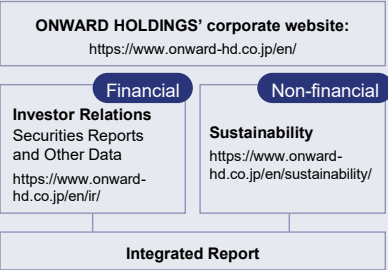 ONWARD HOLDINGS' corporate website:
https://www.onward-hd.co.jp/en/
Financial
Investor Relations
Securities Reports
and Other Data
https://www.onward-
hd.co.jp/en/ir/
Non-financial
Sustainability
https://www.onward-
hd.co.jp/en/sustainability/
Integrated Report